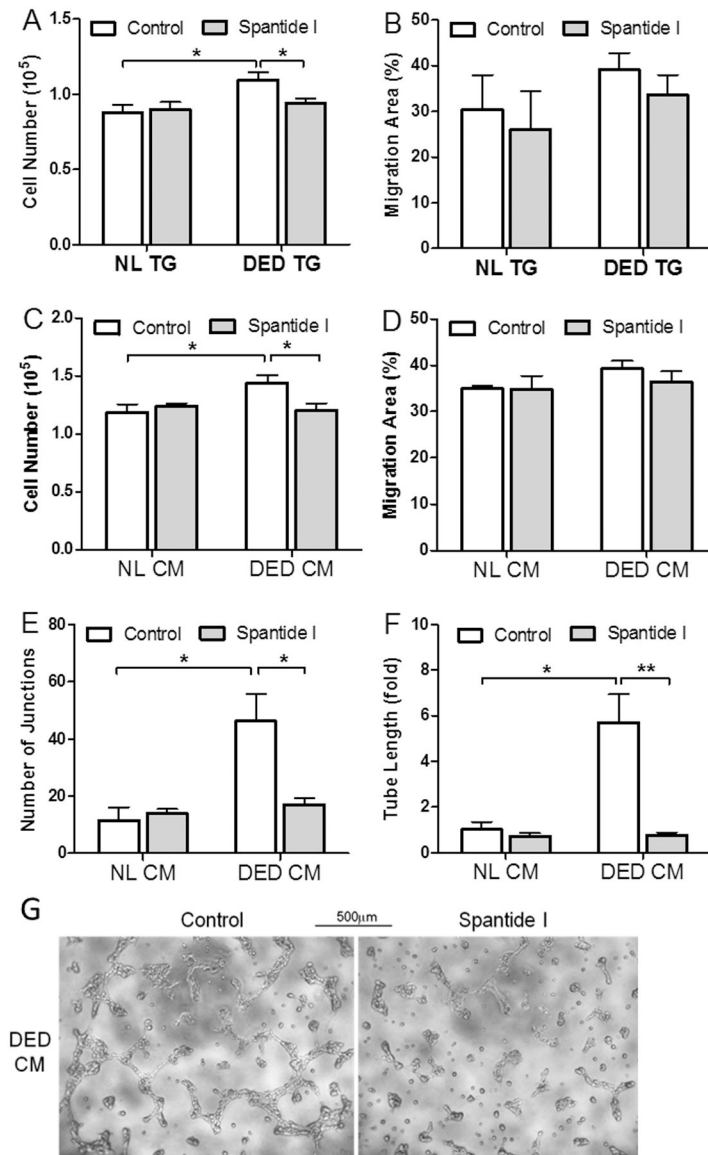 A
Control Spantide I
* *
Cell Number (10⁵)
1.5
1.0
0.5
0.0
NL TG DED TG
B
Control Spantide I
Migration Area (%)
50
40
30
20
10
0
NL TG DED TG
C
Control Spantide I
* *
Cell Number (10⁵)
2.0
1.5
1.0
0.5
0.0
NL CM DED CM
D
Control Spantide I
Migration Area (%)
50
40
30
20
10
0
NL CM DED CM
E
Control Spantide I
* *
Number of Junctions
80
60
40
20
0
NL CM DED CM
F
Control Spantide I
* **
Tube Length (fold)
10
8
6
4
2
0
NL CM DED CM
G
Control 500μm Spantide I
DED
CM